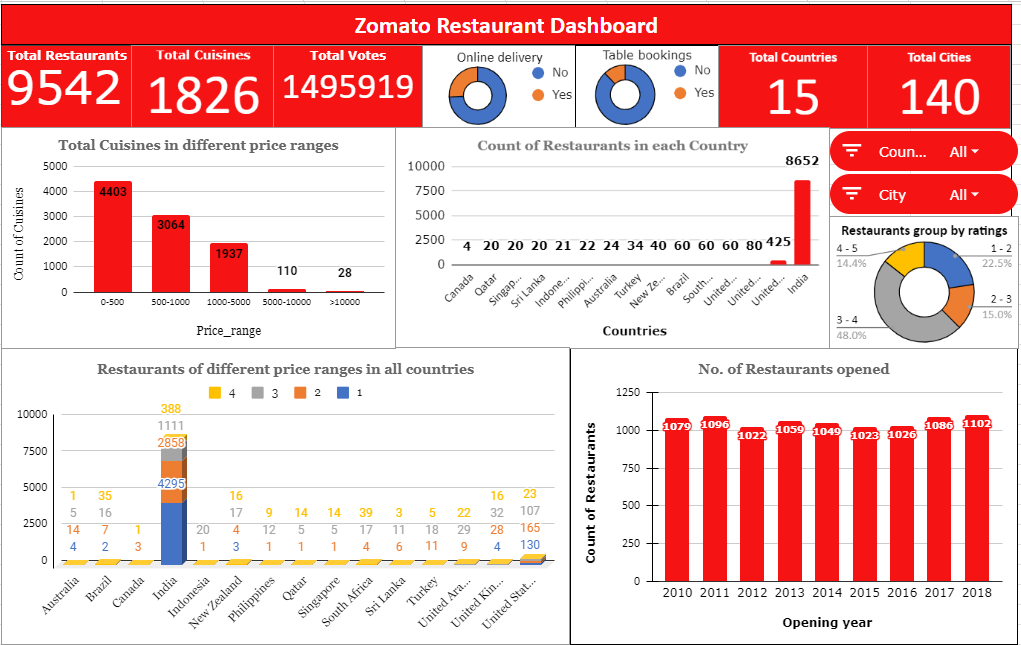 Zomato Restaurant Dashboard
Total Restaurants
9542
Total Cuisines
1826
Total Votes
1495919
Online delivery
No
Yes
Table bookings
No
Yes
Total Countries
15
Total Cities
140
Total Cuisines in different price ranges
Count of Cuisines
5000
4000
3000
2000
1000
0
4403
3064
1937
110
28
0-500
500-1000
1000-5000
5000-10000
>10000
Price_range
Count of Restaurants in each Country
10000
7500
5000
2500
0
4 20 20 20 21 22 24 34 40 60 60 60 80 425 8652
Canada
Qatar
Singap...
Sri Lanka
Indone...
Philippi...
Australia
Turkey
New Ze...
Brazil
South...
United...
United...
United...
India
Countries
Coun... All
City All
Restaurants group by ratings
4 - 5
14.4%
1 - 2
22.5%
2 - 3
15.0%
3 - 4
48.0%
Restaurants of different price ranges in all countries
4 3 2 1
10000
7500
5000
2500
0
1 35 388 16 9 14 14 39 3 5 22 16 23
5 16 1 1111 20 17 12 5 5 17 11 18 29 32 107
14 7 3 2858 1 4 1 1 1 4 6 11 9 28 165
4 2 4295 3 4 130
Australia
Brazil
Canada
India
Indonesia
New Zealand
Philippines
Qatar
Singapore
South Africa
Sri Lanka
Turkey
United Ara...
United Kin...
United Stat...
No. of Restaurants opened
Count of Restaurants
1250
1000
750
500
250
0
1079 1096 1022 1059 1049 1023 1026 1086 1102
2010 2011 2012 2013 2014 2015 2016 2017 2018
Opening year